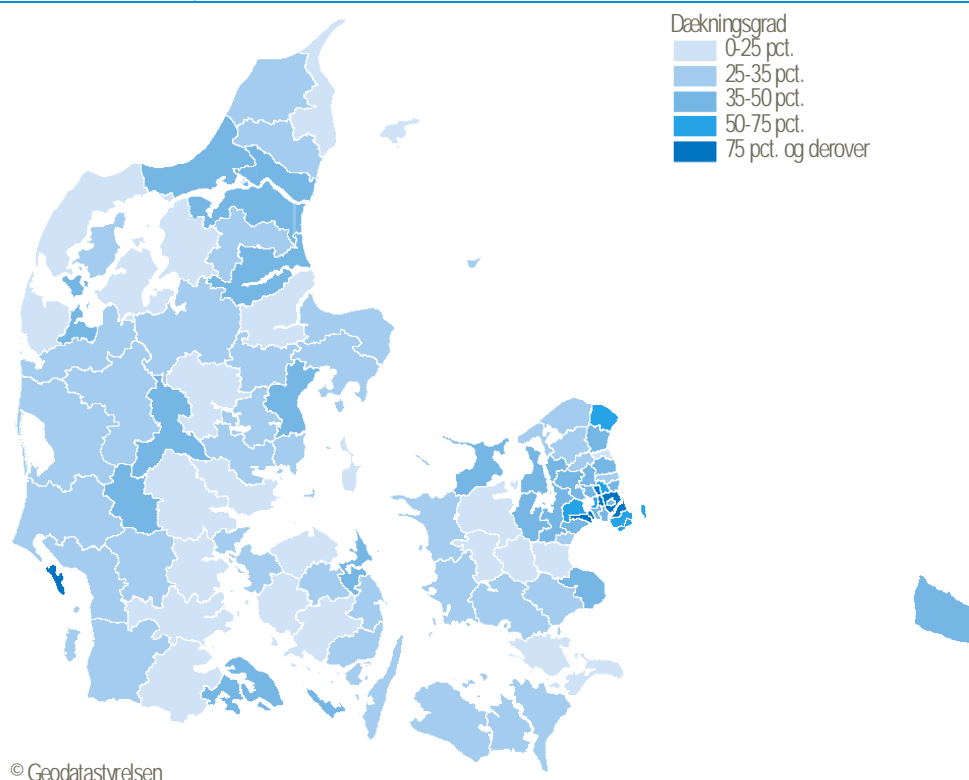 Dækningsgrad
0-25 pct.
25-35 pct.
35-50 pct.
50-75 pct.
75 pct. og derover
© Geodatastyrelsen